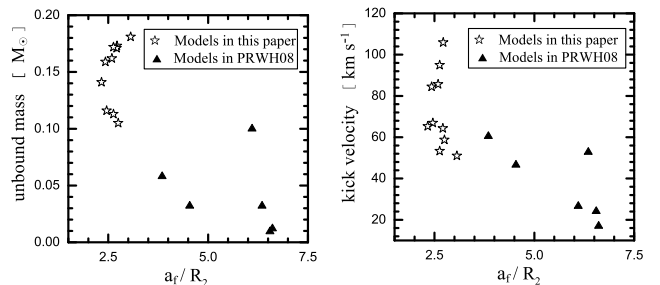 unbound mass [ M☉ ]
0.20
0.15
0.10
0.05
0.00
☆ Models in this paper
▲ Models in PRWH08
2.5
5.0
7.5
a_f / R_2
kick velocity [ km s⁻¹ ]
120
100
80
60
40
20
☆ Models in this paper
▲ Models in PRWH08
2.5
5.0
7.5
a_f / R_2